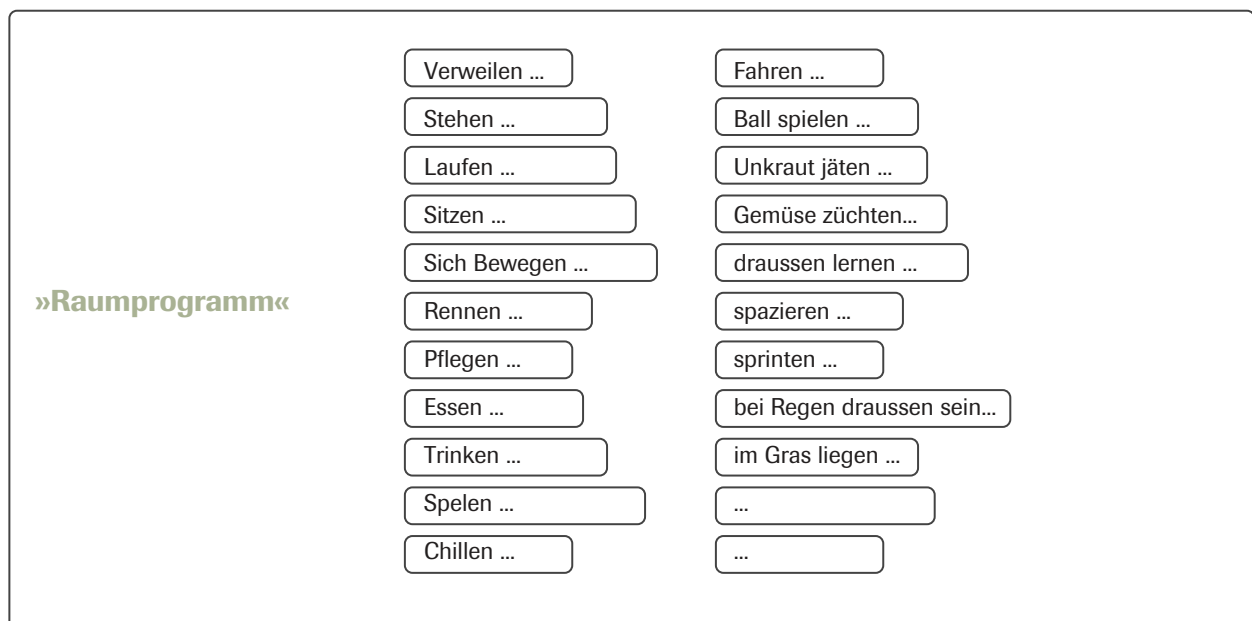 »Raumprogramm«
Verweilen ...
Stehen ...
Laufen ...
Sitzen ...
Sich Bewegen ...
Rennen ...
Pflegen ...
Essen ...
Trinken ...
Spelen ...
Chillen ...
Fahren ...
Ball spielen ...
Unkraut jäten ...
Gemüse züchten...
draussen lernen ...
spazieren ...
sprinten ...
bei Regen draussen sein...
im Gras liegen ...
...
...